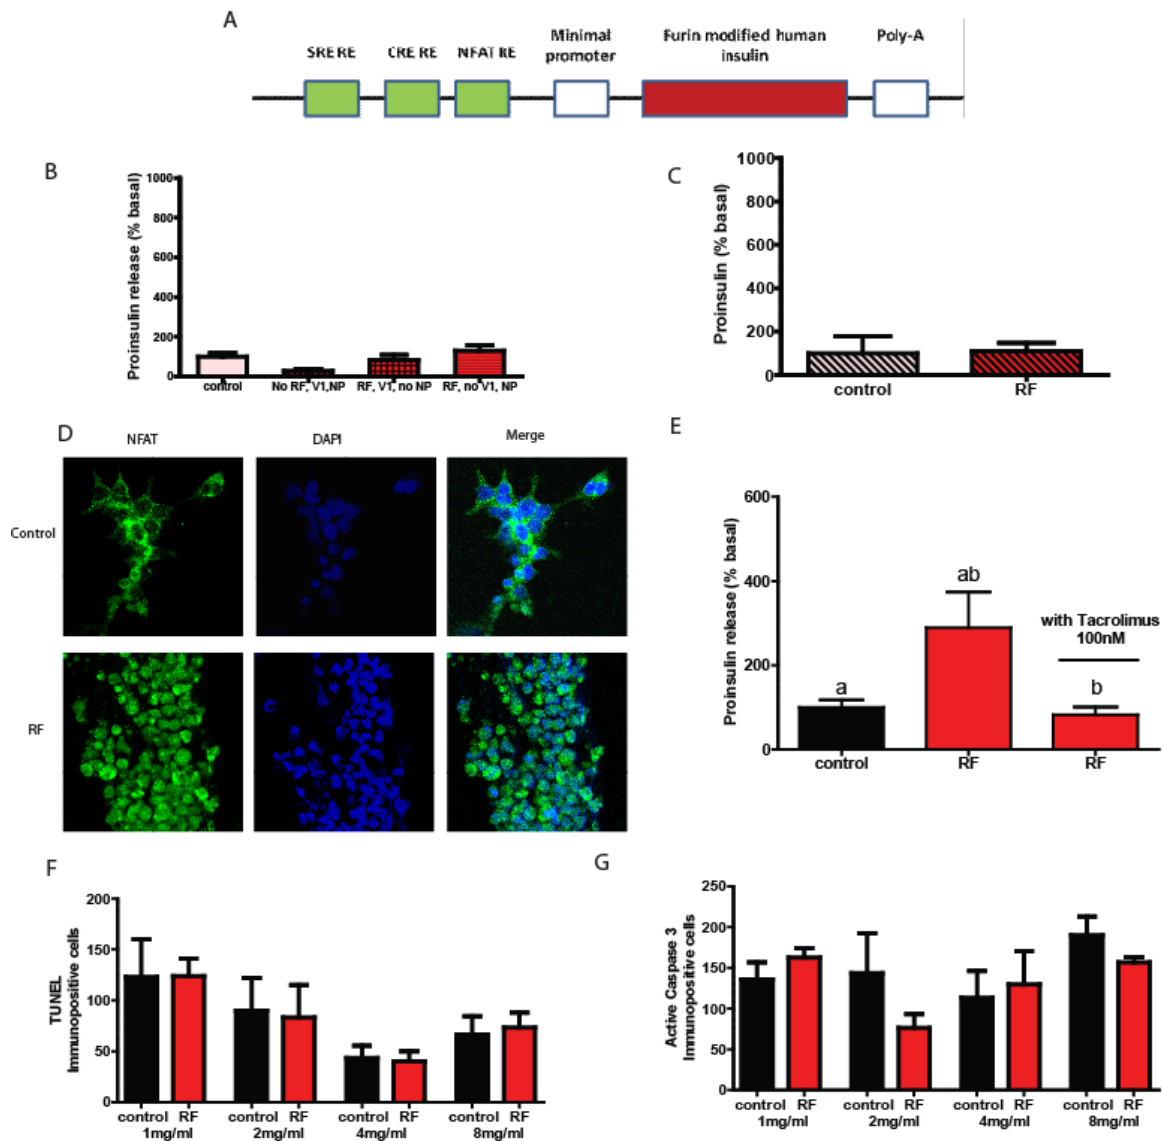 A
SRE RE
CRE RE
NFAT RE
Minimal
promoter
Furin modified human
insulin
Poly-A
B
Proinsulin release (% basal)
1000
800
600
400
200
0
control
No RF, V1,NP
RF, V1, no NP
RF, no V1, NP
C
Proinsulin (% basal)
1000
800
600
400
200
0
control
RF
D
NFAT
DAPI
Merge
Control
RF
E
Proinsulin release (% basal)
600
400
200
0
a
ab
with Tacrolimus
100nM
b
control
RF
RF
F
TUNEL
Immunopositive cells
200
150
100
50
0
control RF
control RF
control RF
control RF
1mg/ml
2mg/ml
4mg/ml
8mg/ml
G
Active Caspase 3
Immunopositive cells
250
200
150
100
50
0
control RF
control RF
control RF
control RF
1mg/ml
2mg/ml
4mg/ml
8mg/ml